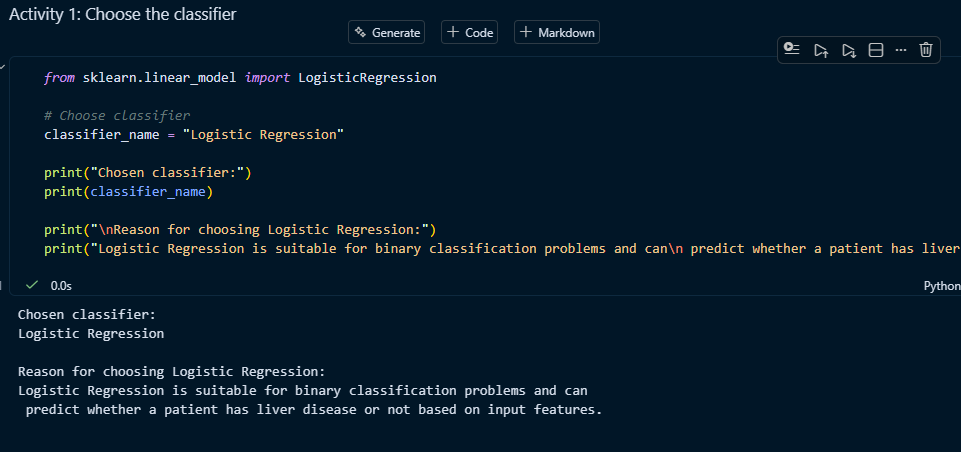 Activity 1: Choose the classifier
Generate
Code
Markdown
from sklearn.linear_model import LogisticRegression
# Choose classifier
classifier_name = "Logistic Regression"
print("Chosen classifier:")
print(classifier_name)
print("\nReason for choosing Logistic Regression:")
print("Logistic Regression is suitable for binary classification problems and can\n predict whether a patient has liver
0.0s
Python
Chosen classifier:
Logistic Regression
Reason for choosing Logistic Regression:
Logistic Regression is suitable for binary classification problems and can
predict whether a patient has liver disease or not based on input features.